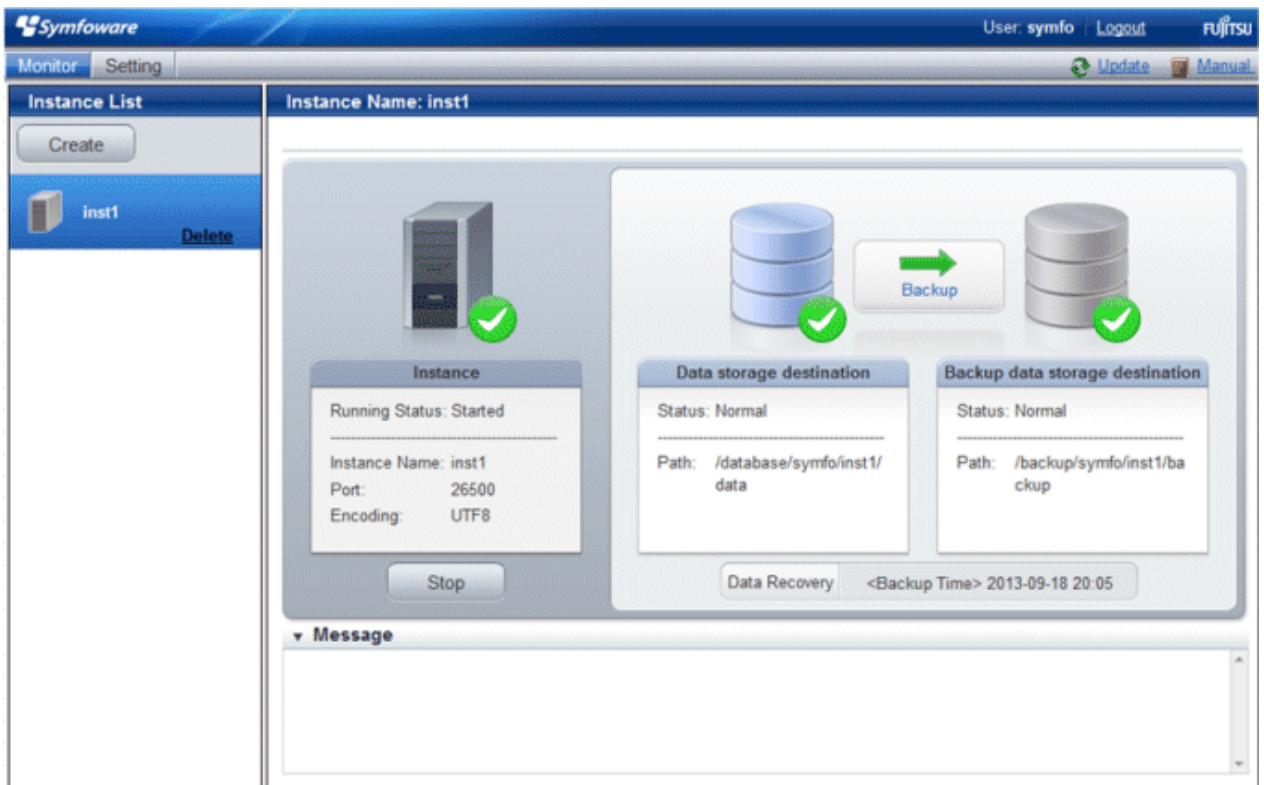 Symfoware
User: symfo Logout FUJITSU
Monitor Setting
Update Manual
Instance List
Instance Name: inst1
Create
inst1
Delete
Backup
Instance
Running Status: Started
Instance Name: inst1
Port: 26500
Encoding: UTF8
Stop
Data storage destination
Status: Normal
Path: /database/symfo/inst1/
data
Backup data storage destination
Status: Normal
Path: /backup/symfo/inst1/ba
ckup
Data Recovery <Backup Time> 2013-09-18 20:05
Message